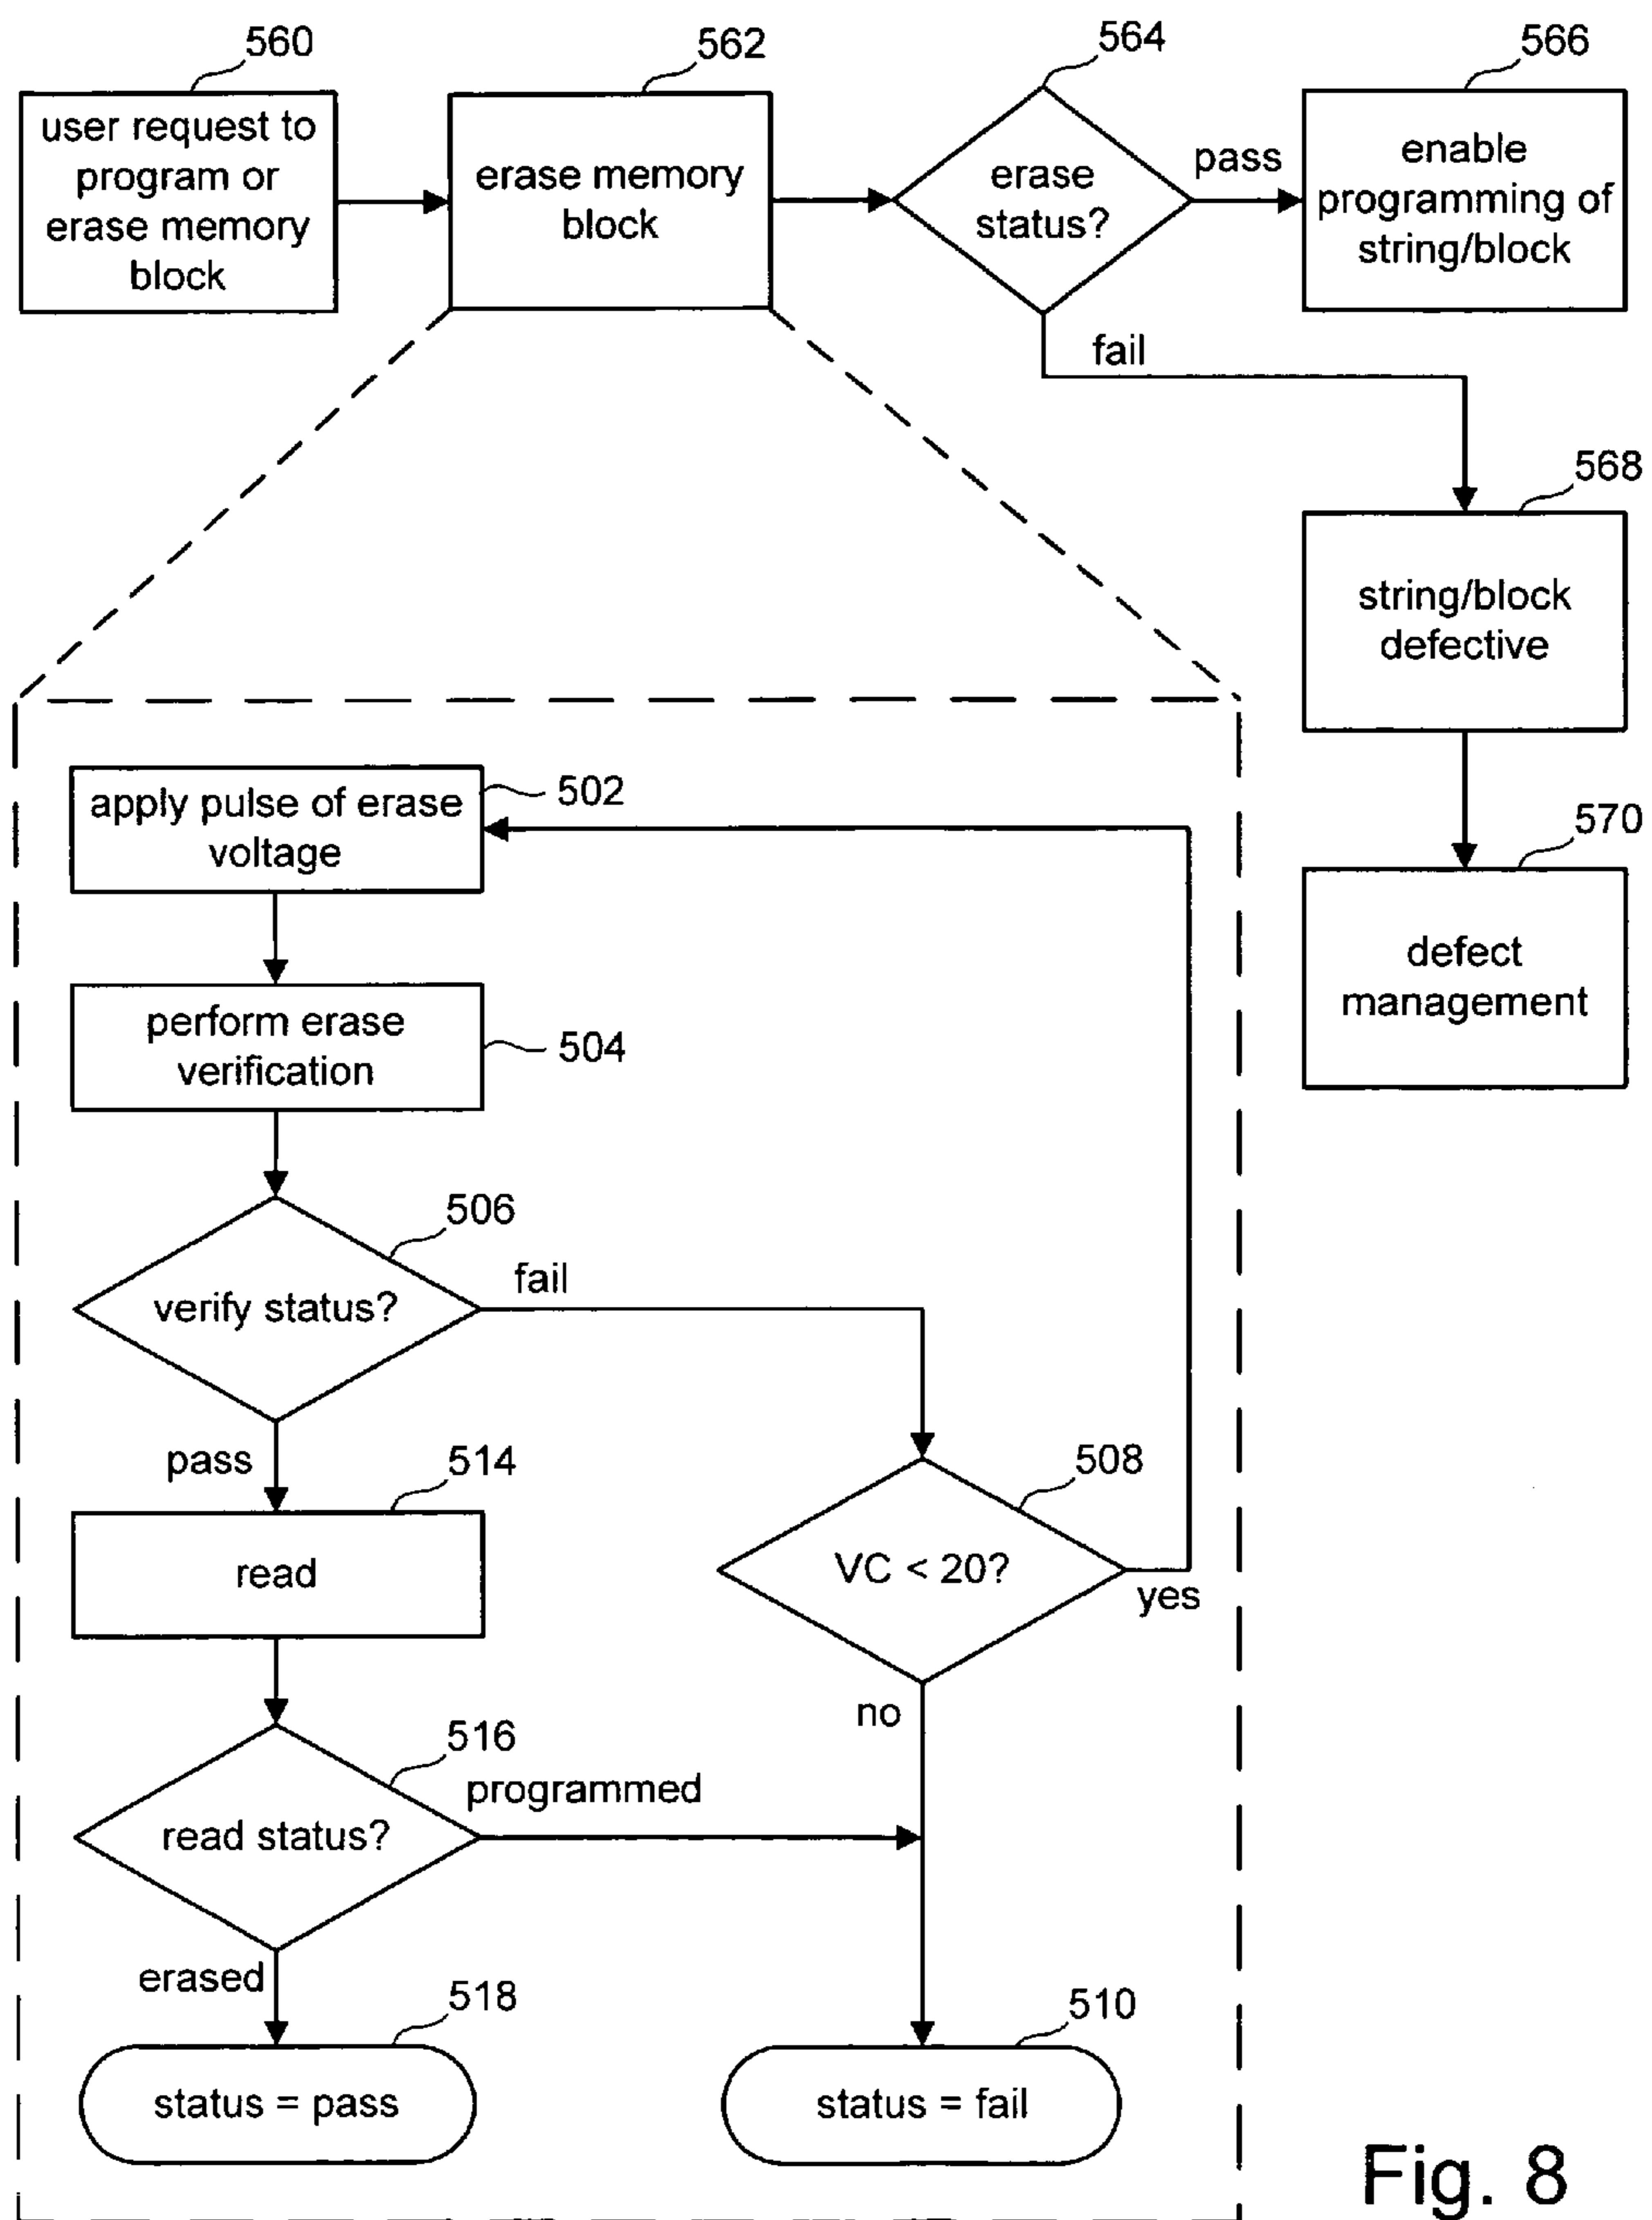 560
user request to
program or
erase memory
block
562
erase memory
block
564
erase
status?
pass
fail
566
enable
programming of
string/block
568
string/block
defective
570
defect
management
502
apply pulse of erase
voltage
504
perform erase
verification
506
verify status?
fail
pass
508
VC < 20?
yes
no
514
read
516
read status?
programmed
erased
518
status = pass
510
status = fail
Fig. 8